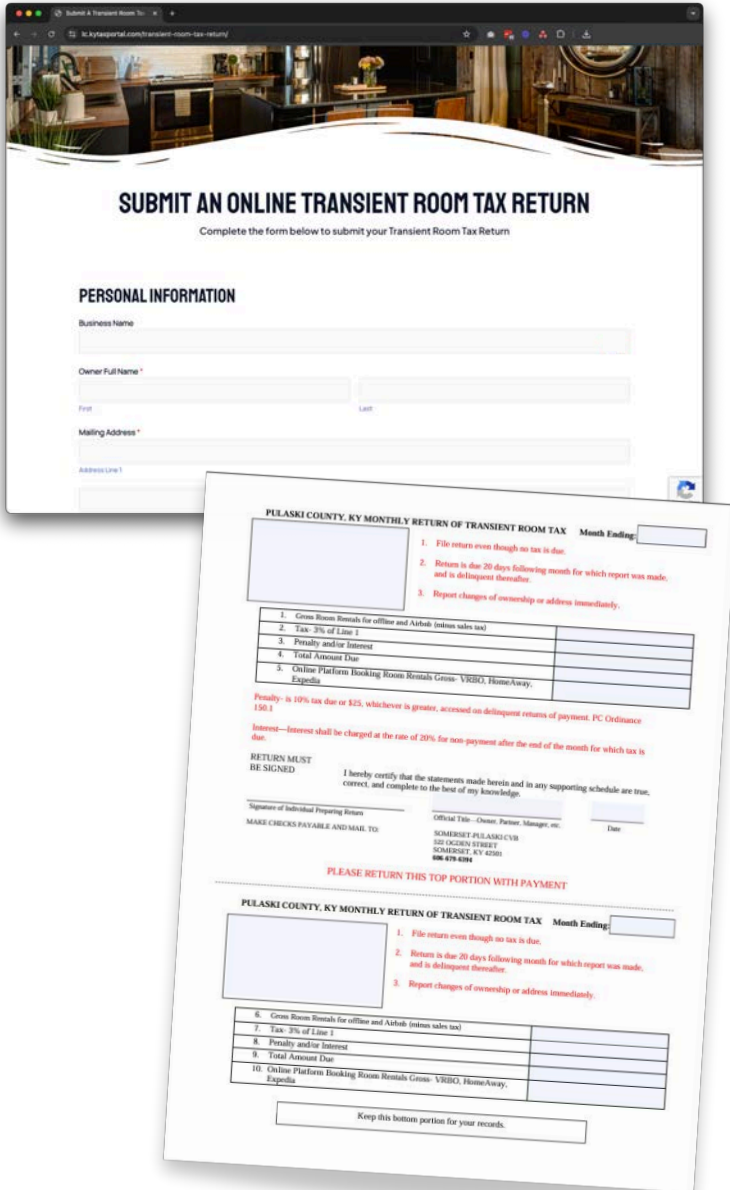 Submit A Transient Room Ta
lc.kytaxportal.com/transient-room-tax-return/
SUBMIT AN ONLINE TRANSIENT ROOM TAX RETURN
Complete the form below to submit your Transient Room Tax Return
PERSONAL INFORMATION
Business Name
Owner Full Name *
First Last
Mailing Address *
Address Line 1
PULASKI COUNTY, KY MONTHLY RETURN OF TRANSIENT ROOM TAX Month Ending:
1. File return even though no tax is due.
2. Return is due 20 days following month for which report was made,
and is delinquent thereafter.
3. Report changes of ownership or address immediately.
1. Gross Room Rentals for offline and Airbnb (minus sales tax)
2. Tax- 3% of Line 1
3. Penalty and/or Interest
4. Total Amount Due
5. Online Platform Booking Room Rentals Gross- VRBO, HomeAway,
Expedia
Penalty- is 10% tax due or $25, whichever is greater, accessed on delinquent returns of payment. PC Ordinance
150.1
Interest—Interest shall be charged at the rate of 20% for non-payment after the end of the month for which tax is
due.
RETURN MUST
BE SIGNED
I hereby certify that the statements made herein and in any supporting schedule are true,
correct, and complete to the best of my knowledge.
Signature of Individual Preparing Return
Official Title—Owner, Partner, Manager, etc.
Date
MAKE CHECKS PAYABLE AND MAIL TO:
SOMERSET-PULASKI CVB
522 OGDEN STREET
SOMERSET, KY 42501
606-679-6394
PLEASE RETURN THIS TOP PORTION WITH PAYMENT
PULASKI COUNTY, KY MONTHLY RETURN OF TRANSIENT ROOM TAX Month Ending:
1. File return even though no tax is due.
2. Return is due 20 days following month for which report was made,
and is delinquent thereafter.
3. Report changes of ownership or address immediately.
6. Gross Room Rentals for offline and Airbnb (minus sales tax)
7. Tax- 3% of Line 1
8. Penalty and/or Interest
9. Total Amount Due
10. Online Platform Booking Room Rentals Gross- VRBO, HomeAway,
Expedia
Keep this bottom portion for your records.